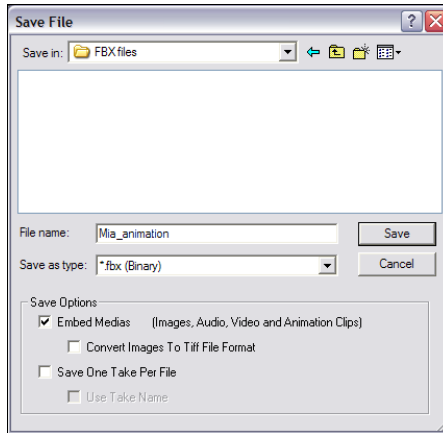 Save File
Save in: FBX files
File name: Mia_animation Save
Save as type: *.fbx (Binary) Cancel
Save Options
Embed Medias (Images, Audio, Video and Animation Clips)
Convert Images To Tiff File Format
Save One Take Per File
Use Take Name